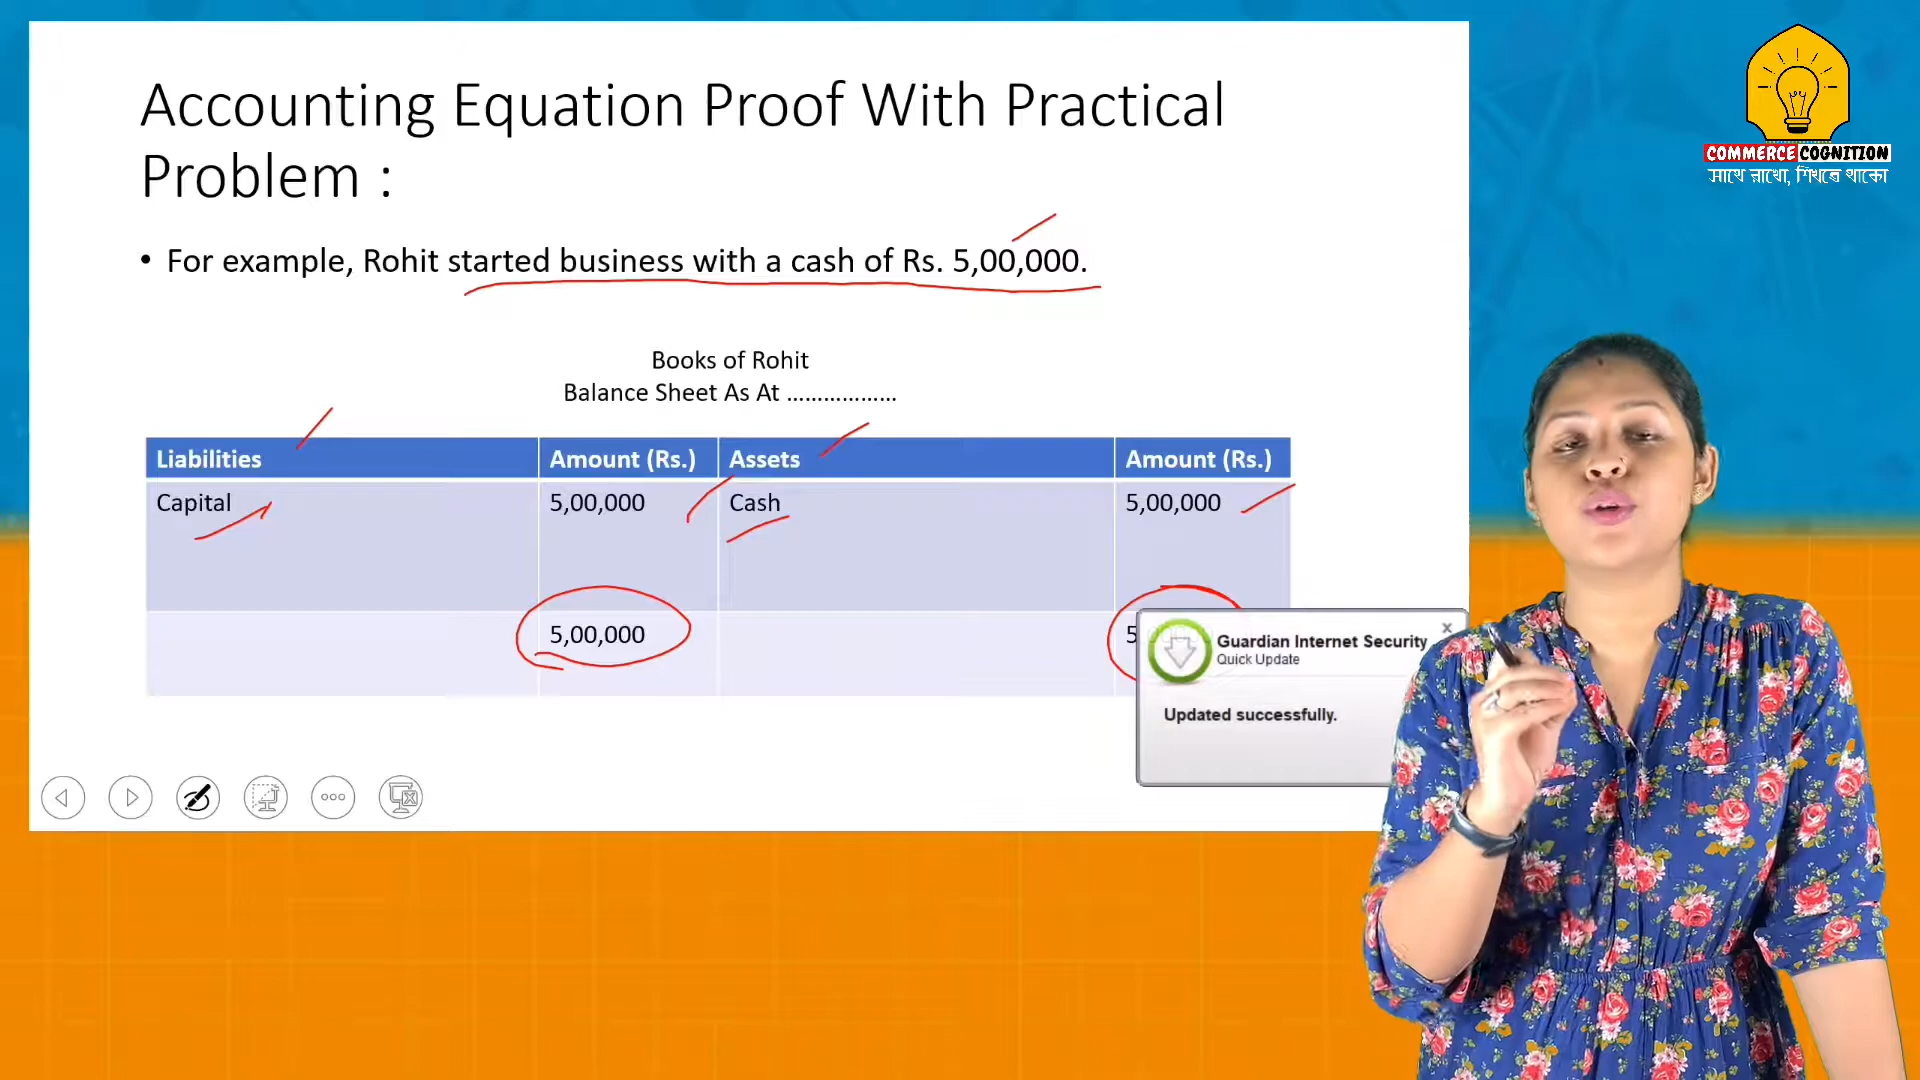 Accounting Equation Proof With Practical
Problem :
• For example, Rohit started business with a cash of Rs. 5,00,000.
Books of Rohit
Balance Sheet As At ..................
Liabilities Amount (Rs.) Assets Amount (Rs.)
Capital 5,00,000 Cash 5,00,000
5,00,000 5
Guardian Internet Security
Quick Update
x
Updated successfully.
COMMERCE COGNITION
সাথে রাখো, শিখতে থাকো